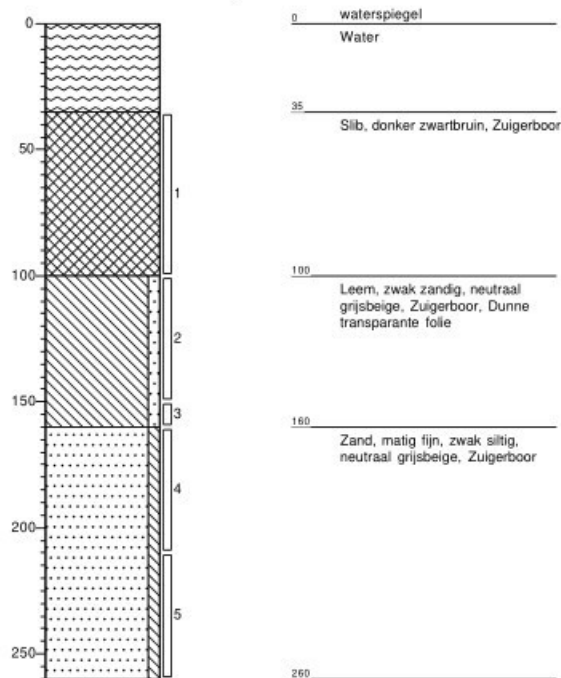 0
50
100
150
200
250
1
2
3
4
5
0 waterspiegel
Water
35
Slib, donker zwartbruin, Zuigerboor
100
Leem, zwak zandig, neutraal
grijsbeige, Zuigerboor, Dunne
transparante folie
160
Zand, matig fijn, zwak siltig,
neutraal grijsbeige, Zuigerboor
260